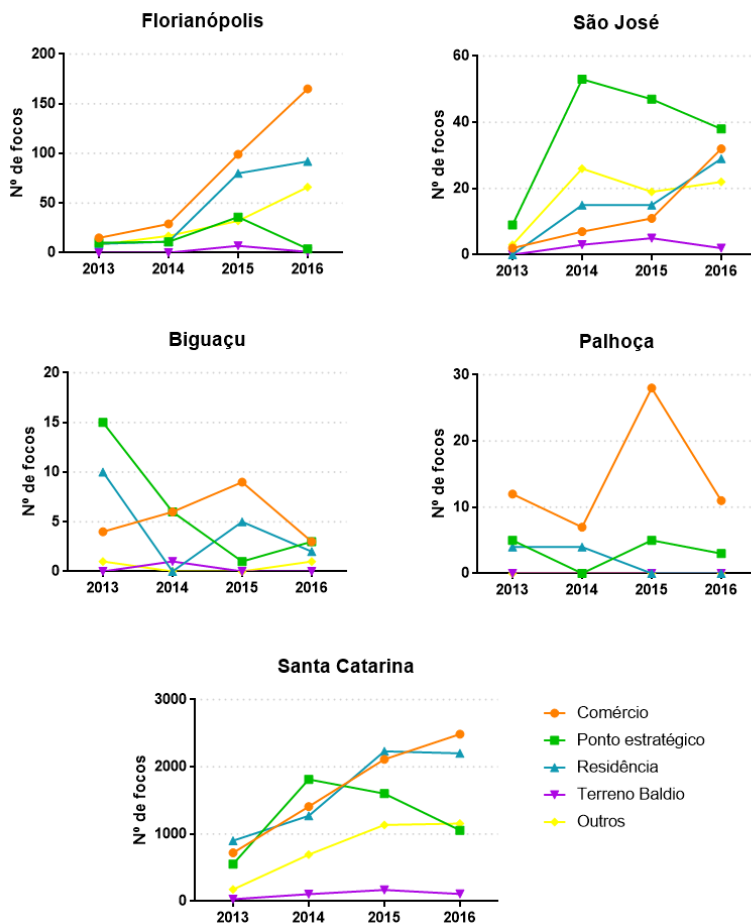 Florianópolis
Nº de focos
200
150
100
50
0
2013 2014 2015 2016
São José
Nº de focos
60
40
20
0
2013 2014 2015 2016
Biguaçu
Nº de focos
20
15
10
5
0
2013 2014 2015 2016
Palhoça
Nº de focos
30
20
10
0
2013 2014 2015 2016
Santa Catarina
Nº de focos
3000
2000
1000
0
2013 2014 2015 2016
Comércio
Ponto estratégico
Residência
Terreno Baldio
Outros